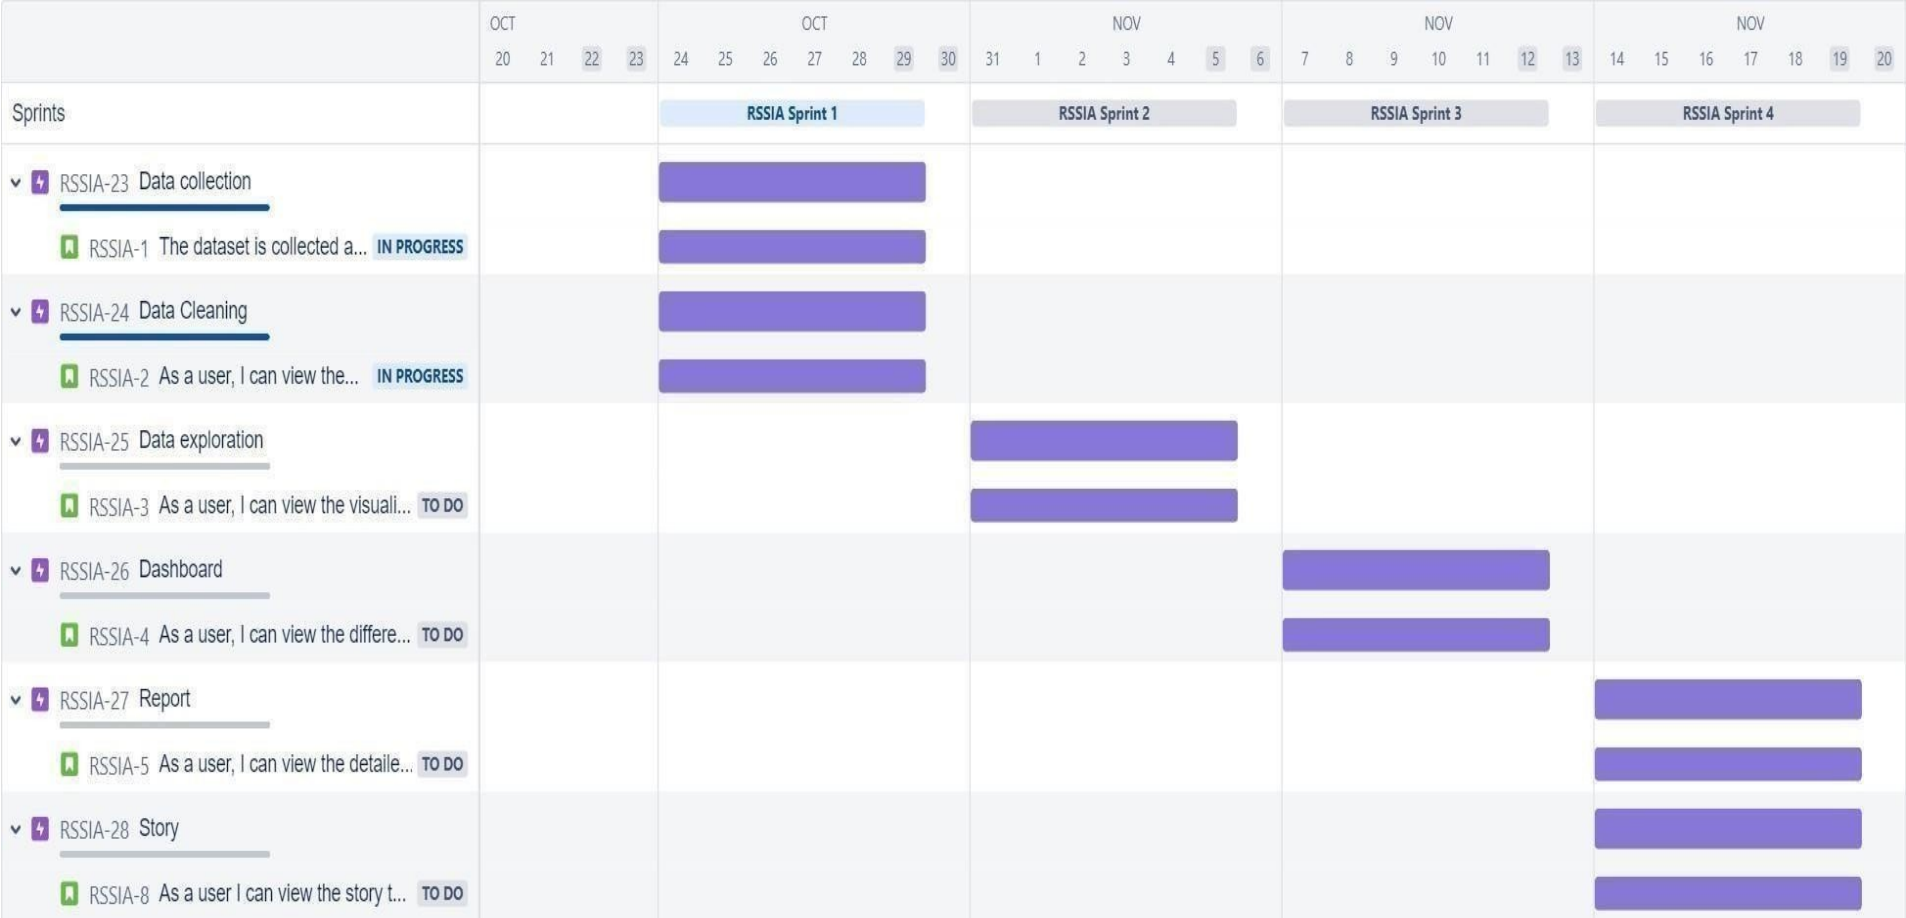 OCT OCT NOV NOV NOV
20 21 22 23 24 25 26 27 28 29 30 31 1 2 3 4 5 6 7 8 9 10 11 12 13 14 15 16 17 18 19 20
Sprints RSSIA Sprint 1 RSSIA Sprint 2 RSSIA Sprint 3 RSSIA Sprint 4
RSSIA-23 Data collection
RSSIA-1 The dataset is collected a... IN PROGRESS
RSSIA-24 Data Cleaning
RSSIA-2 As a user, I can view the... IN PROGRESS
RSSIA-25 Data exploration
RSSIA-3 As a user, I can view the visuali... TO DO
RSSIA-26 Dashboard
RSSIA-4 As a user, I can view the differe... TO DO
RSSIA-27 Report
RSSIA-5 As a user, I can view the detaile... TO DO
RSSIA-28 Story
RSSIA-8 As a user I can view the story t... TO DO